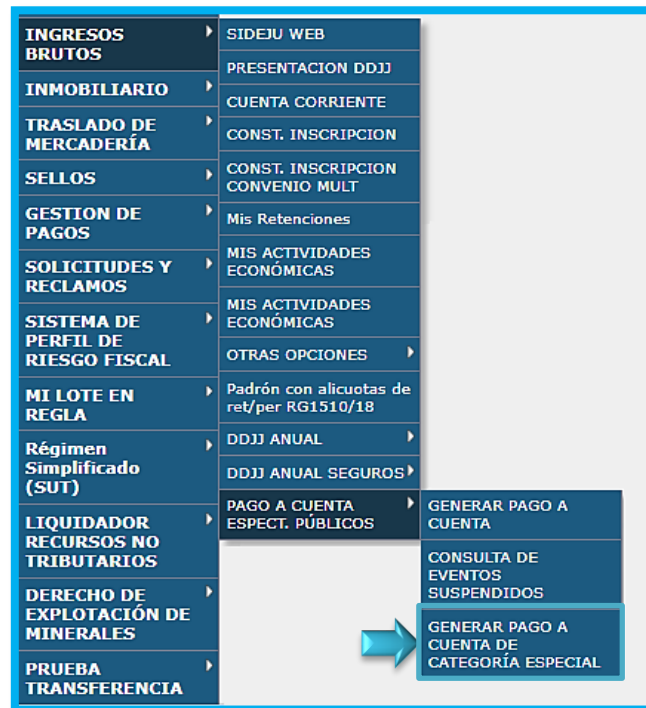 INGRESOS
BRUTOS
INMOBILIARIO
TRASLADO DE
MERCADERÍA
SELLOS
GESTION DE
PAGOS
SOLICITUDES Y
RECLAMOS
SISTEMA DE
PERFIL DE
RIESGO FISCAL
MI LOTE EN
REGLA
Régimen
Simplificado
(SUT)
LIQUIDADOR
RECURSOS NO
TRIBUTARIOS
DERECHO DE
EXPLOTACIÓN DE
MINERALES
PRUEBA
TRANSFERENCIA
SIDEJU WEB
PRESENTACION DDJJ
CUENTA CORRIENTE
CONST. INSCRIPCION
CONST. INSCRIPCION
CONVENIO MULT
Mis Retenciones
MIS ACTIVIDADES
ECONÓMICAS
MIS ACTIVIDADES
ECONÓMICAS
OTRAS OPCIONES
Padrón con alicuotas de
ret/per RG1510/18
DDJJ ANUAL
DDJJ ANUAL SEGUROS
PAGO A CUENTA
ESPECT. PÚBLICOS
GENERAR PAGO A
CUENTA
CONSULTA DE
EVENTOS
SUSPENDIDOS
GENERAR PAGO A
CUENTA DE
CATEGORÍA ESPECIAL